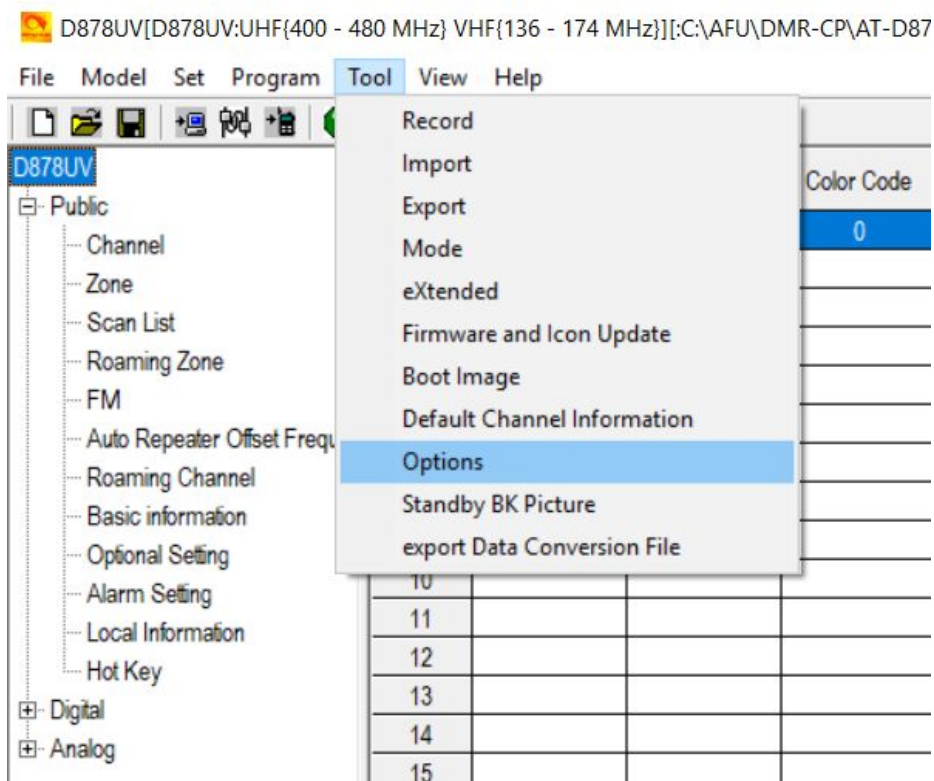 D878UV[D878UV:UHF{400 - 480 MHz} VHF{136 - 174 MHz}][:C:\AFU\DMR-CP\AT-D87
File Model Set Program Tool View Help
D878UV
Public
Channel
Zone
Scan List
Roaming Zone
FM
Auto Repeater Offset Frequ
Roaming Channel
Basic information
Optional Setting
Alarm Setting
Local Information
Hot Key
Digital
Analog
Record
Import
Export
Mode
eXtended
Firmware and Icon Update
Boot Image
Default Channel Information
Options
Standby BK Picture
export Data Conversion File
Color Code
0
10
11
12
13
14
15